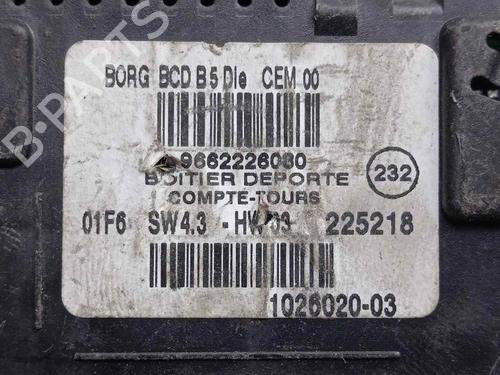 BORG BCD B5 Die CEM 00
9662226080
BOITIER DEPORTE
232
COMPTE-TOURS
01F6 SW4.3 - 225218
1026020-03
B-PARTS